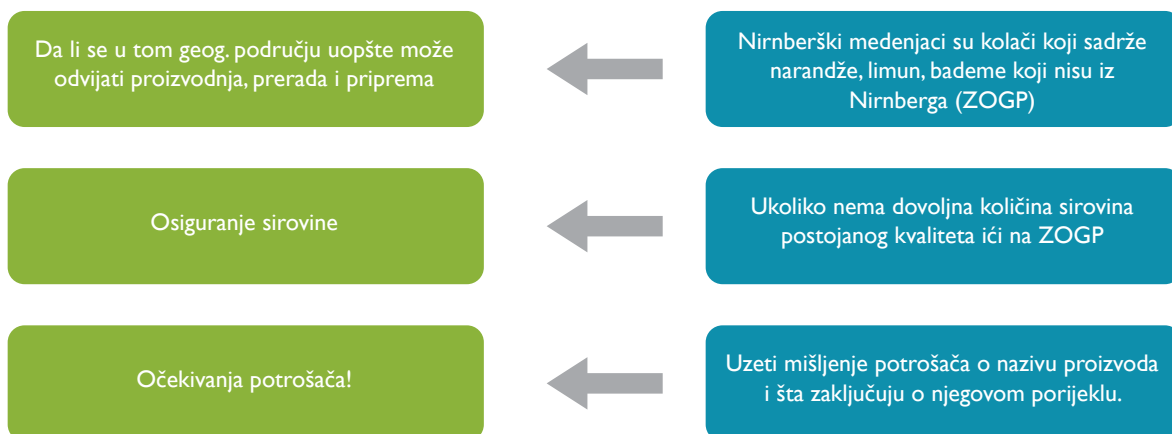 Da li se u tom geog. području uopšte može
odvijati proizvodnja, prerada i priprema
Nirnberški medenjaci su kolači koji sadrže
narandže, limun, bademe koji nisu iz
Nirnberga (ZOGP)
Osiguranje sirovine
Ukoliko nema dovoljna količina sirovina
postojanog kvaliteta ići na ZOGP
Očekivanja potrošača!
Uzeti mišljenje potrošača o nazivu proizvoda
i šta zaključuju o njegovom porijeklu.